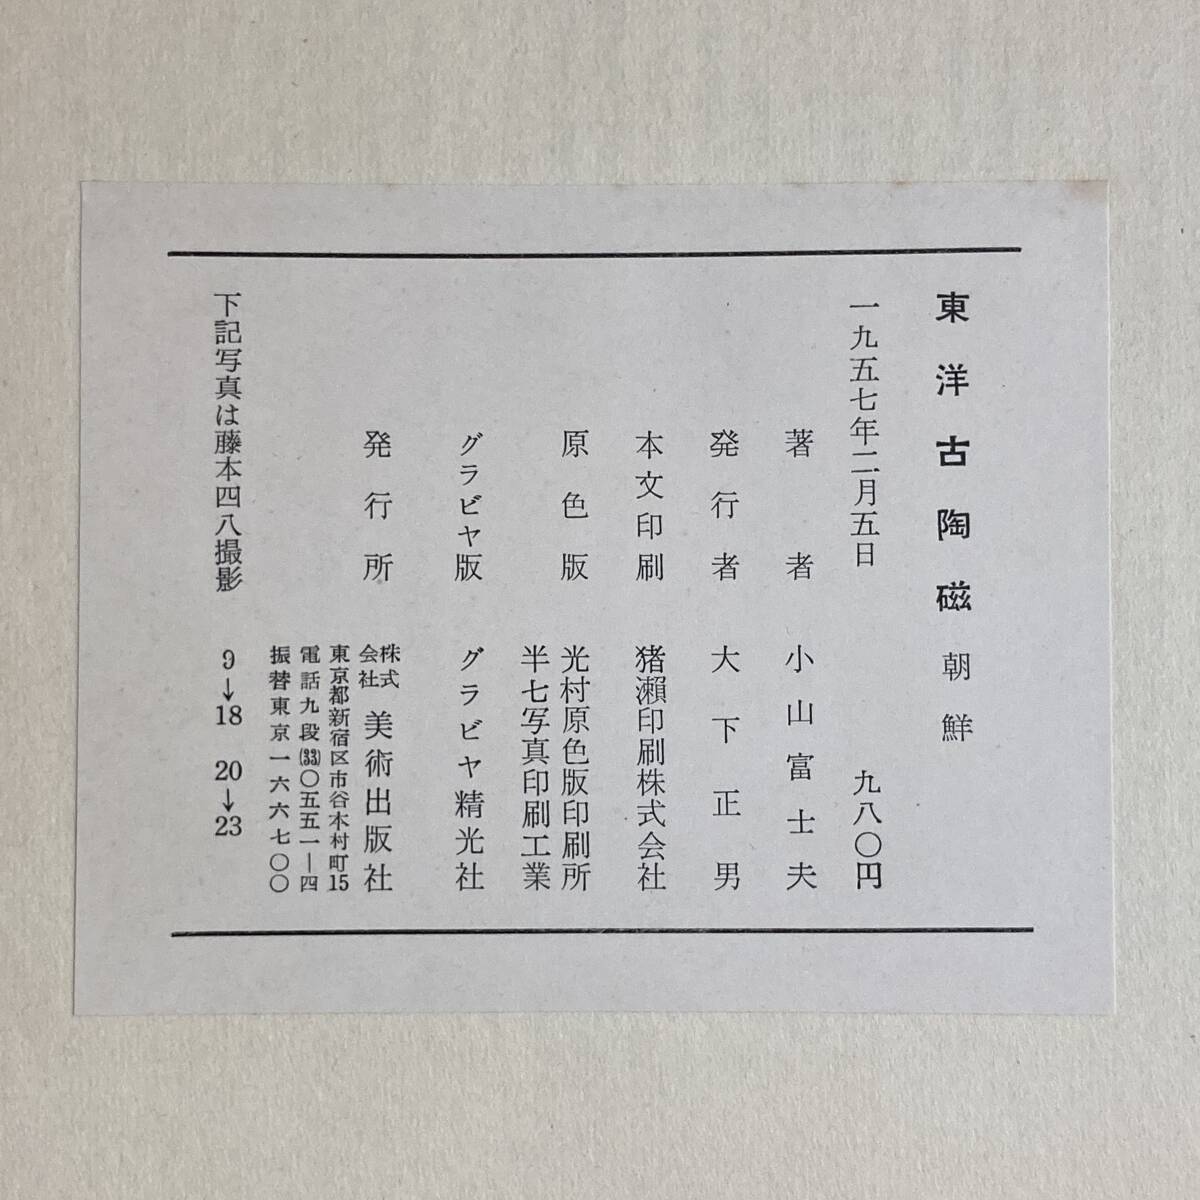 東洋古陶磁 朝鮮
一九五七年二月五日 九八〇円
著者 小山富士夫
発行者 大下正男
本文印刷 猪瀬印刷株式会社
原色版 光村原色版印刷所
半七写真印刷工業
グラビヤ版 グラビヤ精光社
発行所 株式会社 美術出版社
東京都新宿区市谷本村町15
電話九段(33)〇五五一―四
振替東京一六六七〇〇
下記写真は藤本四八撮影 9→18 20→23